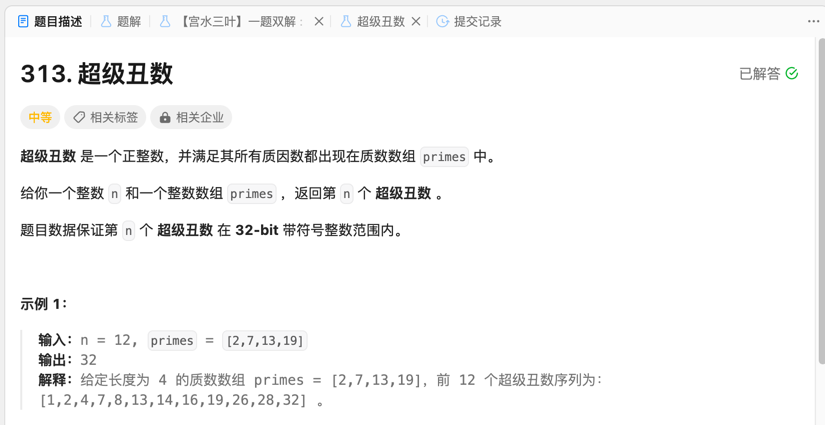 题目描述 题解 【宫水三叶】一题双解： 超级丑数 提交记录
313. 超级丑数
已解答
中等 相关标签 相关企业
超级丑数 是一个正整数，并满足其所有质因数都出现在质数数组 primes 中。
给你一个整数 n 和一个整数数组 primes ，返回第 n 个 超级丑数 。
题目数据保证第 n 个 超级丑数 在 32-bit 带符号整数范围内。
示例 1：
输入：n = 12, primes = [2,7,13,19]
输出：32
解释：给定长度为 4 的质数数组 primes = [2,7,13,19]，前 12 个超级丑数序列为：
[1,2,4,7,8,13,14,16,19,26,28,32] 。